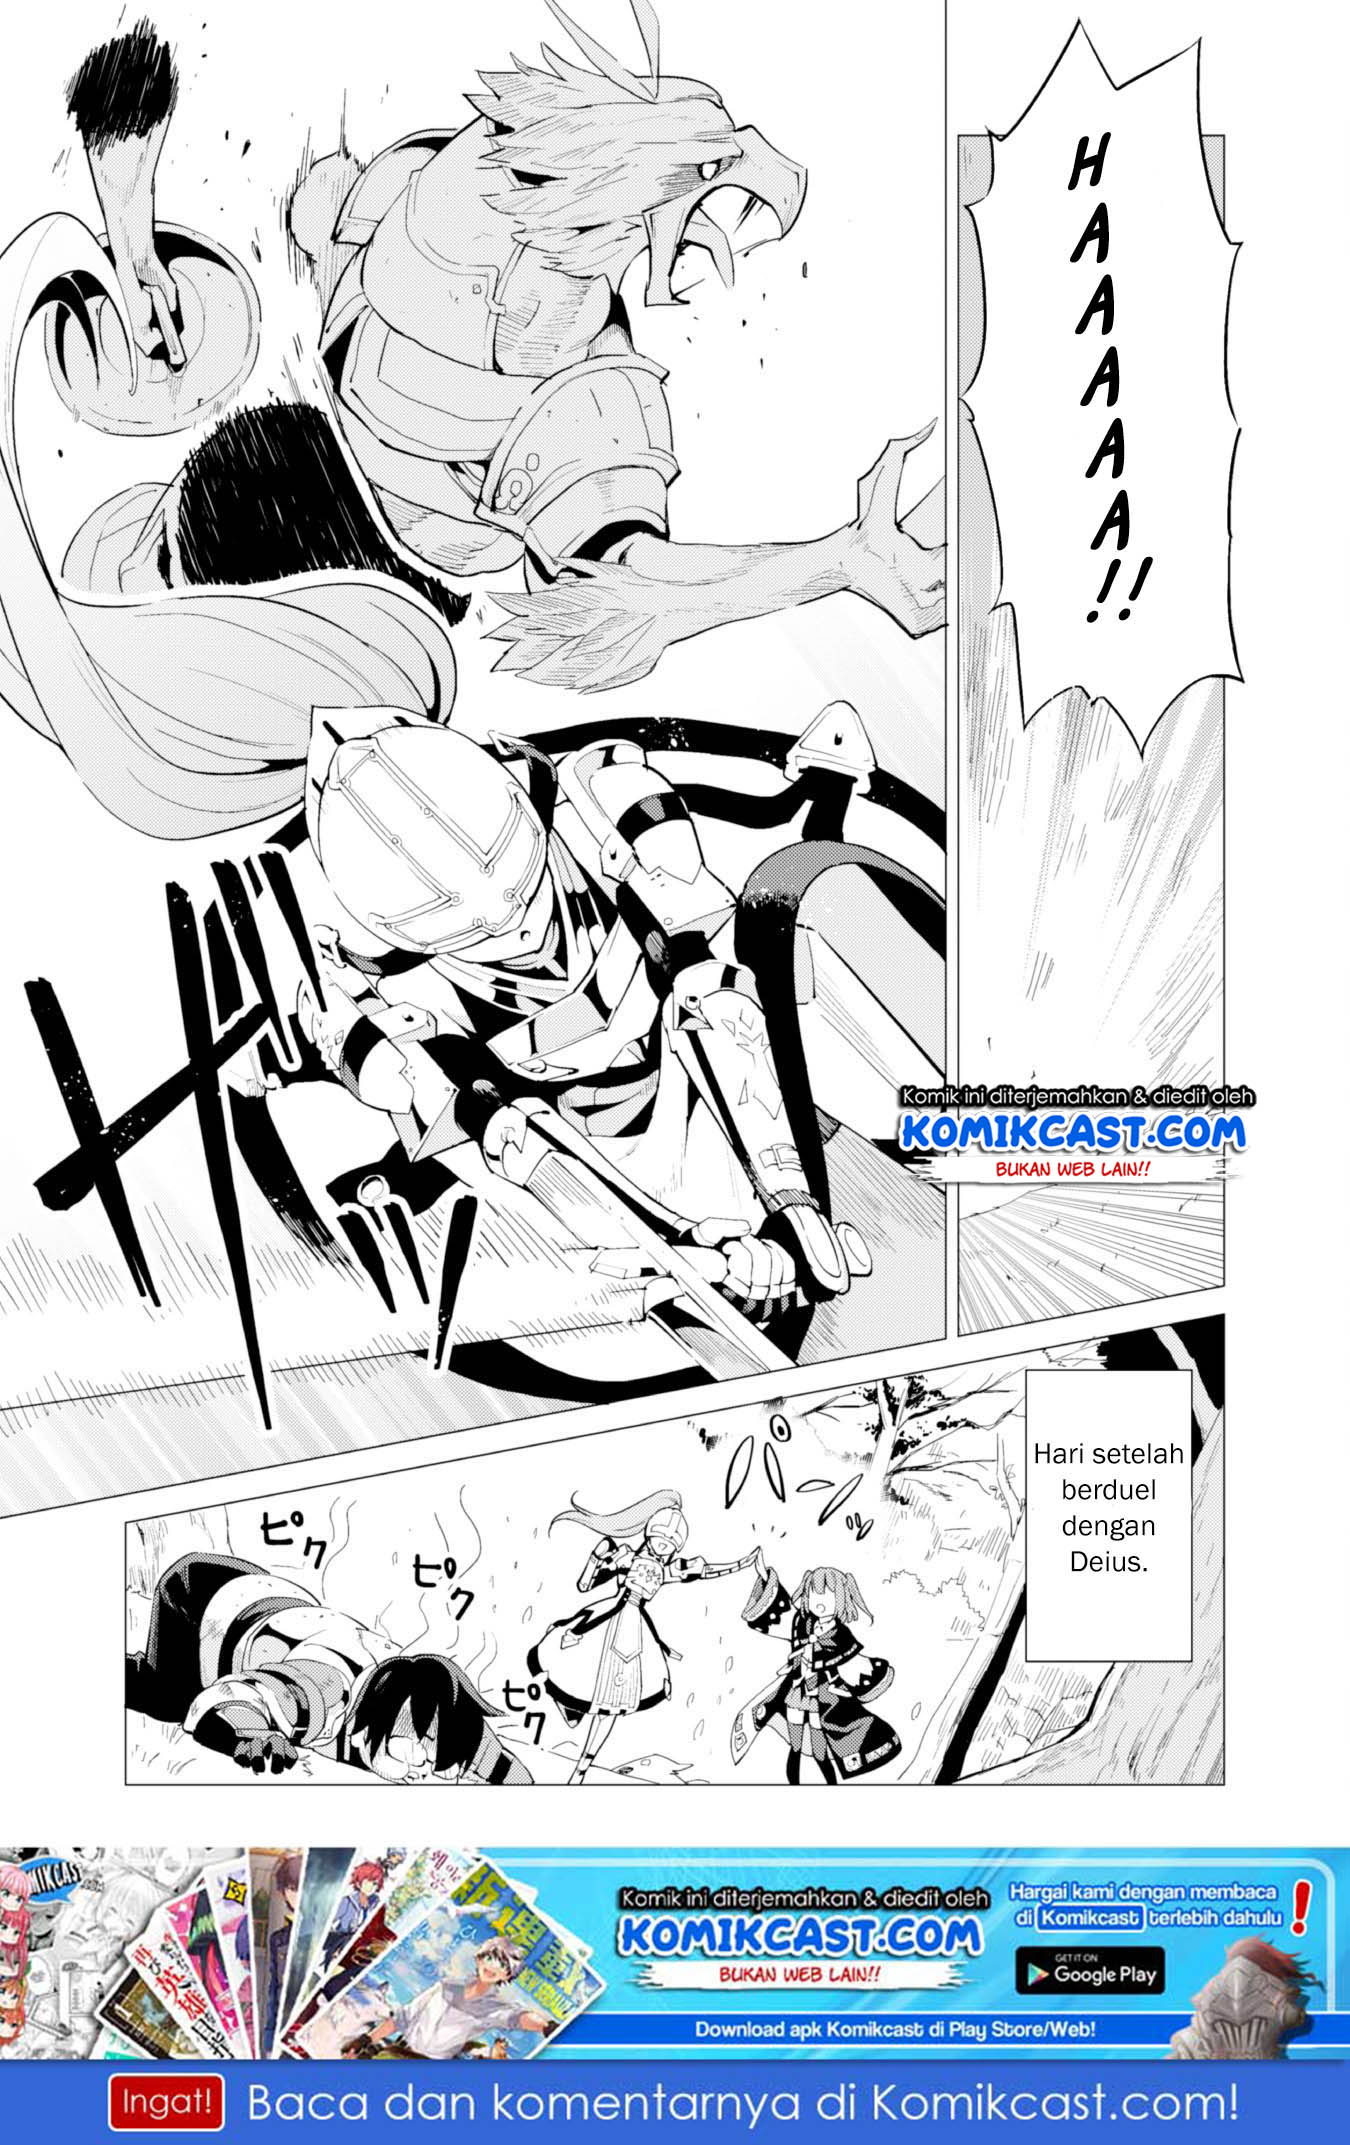 HAAAAAA!!
ザザッ
Komik ini diterjemahkan & diedit oleh
KOMIKCAST.COM
BUKAN WEB LAIN!!
Hari setelah
berduel
dengan
Deius.
ピク
ピク
ピク
Komik ini diterjemahkan & diedit oleh
KOMIKCAST.COM
BUKAN WEB LAIN!!
Hargai kami dengan membaca
di Komikcast terlebih dahulu !
GET IT ON
Google Play
Download apk Komikcast di Play Store/Web!
Ingat! Baca dan komentarnya di Komikcast.com!